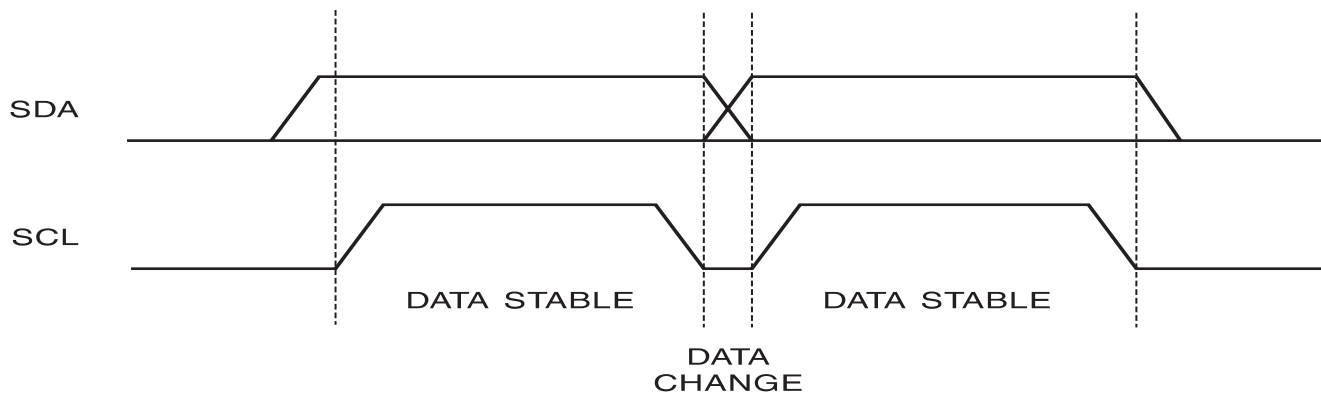 SDA
SCL
DATA STABLE
DATA STABLE
DATA
CHANGE